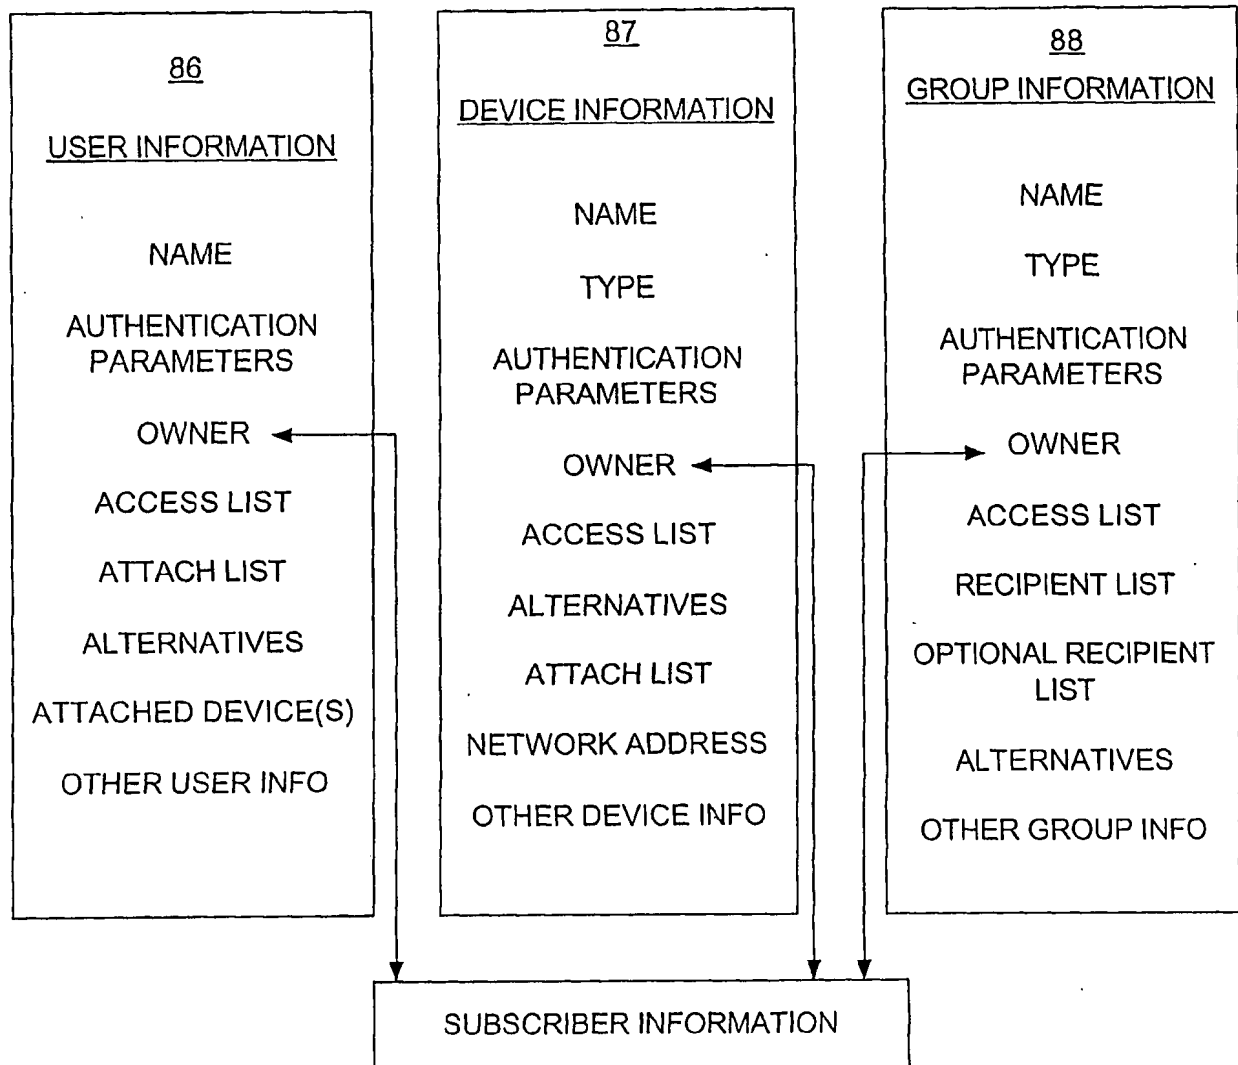 86
USER INFORMATION
NAME
AUTHENTICATION
PARAMETERS
OWNER
ACCESS LIST
ATTACH LIST
ALTERNATIVES
ATTACHED DEVICE(S)
OTHER USER INFO
87
DEVICE INFORMATION
NAME
TYPE
AUTHENTICATION
PARAMETERS
OWNER
ACCESS LIST
ALTERNATIVES
ATTACH LIST
NETWORK ADDRESS
OTHER DEVICE INFO
88
GROUP INFORMATION
NAME
TYPE
AUTHENTICATION
PARAMETERS
OWNER
ACCESS LIST
RECIPIENT LIST
OPTIONAL RECIPIENT
LIST
ALTERNATIVES
OTHER GROUP INFO
SUBSCRIBER INFORMATION